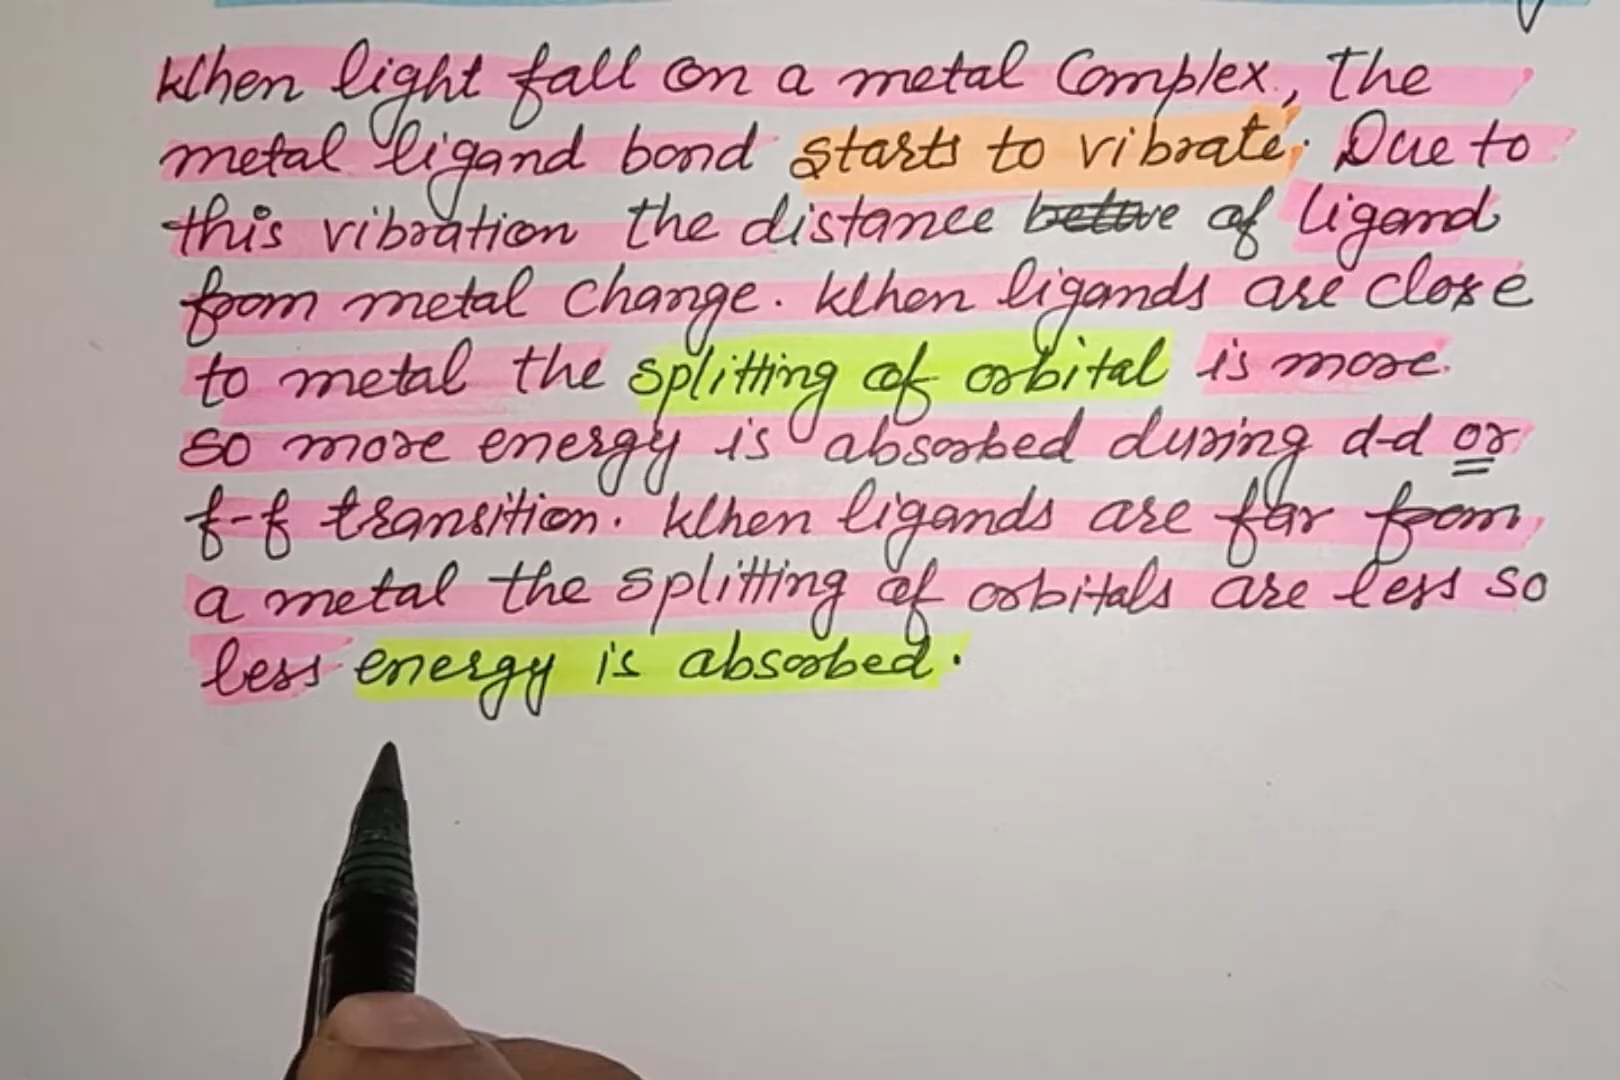 When light fall on a metal Complex, the
metal ligand bond starts to vibrate. Due to
this vibration the distance of ligand
from metal change. When ligands are close
to metal the splitting of orbital is more.
so more energy is absorbed during d-d or
f-f transition. When ligands are far from
a metal the splitting of orbitals are less so
less energy is absorbed.